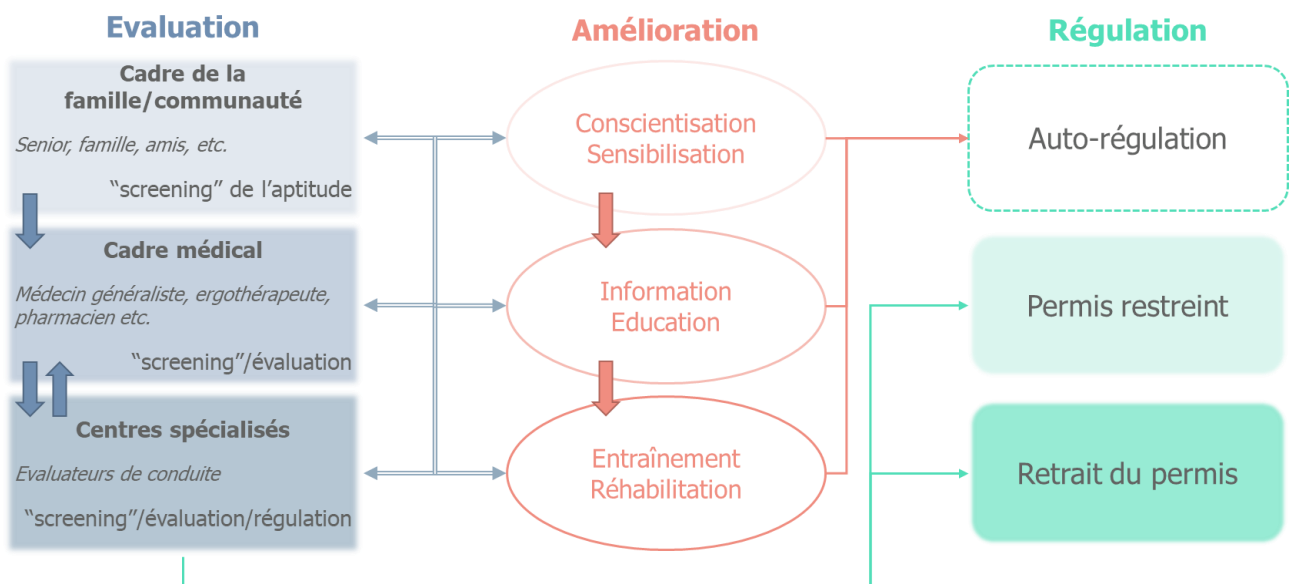 Evaluation
Cadre de la
famille/communauté
Senior, famille, amis, etc.
“screening” de l’aptitude
Cadre médical
Médecin généraliste, ergothérapeute,
pharmacien etc.
“screening”/évaluation
Centres spécialisés
Evaluateurs de conduite
“screening”/évaluation/régulation
Amélioration
Conscientisation
Sensibilisation
Information
Education
Entraînement
Réhabilitation
Régulation
Auto-régulation
Permis restreint
Retrait du permis